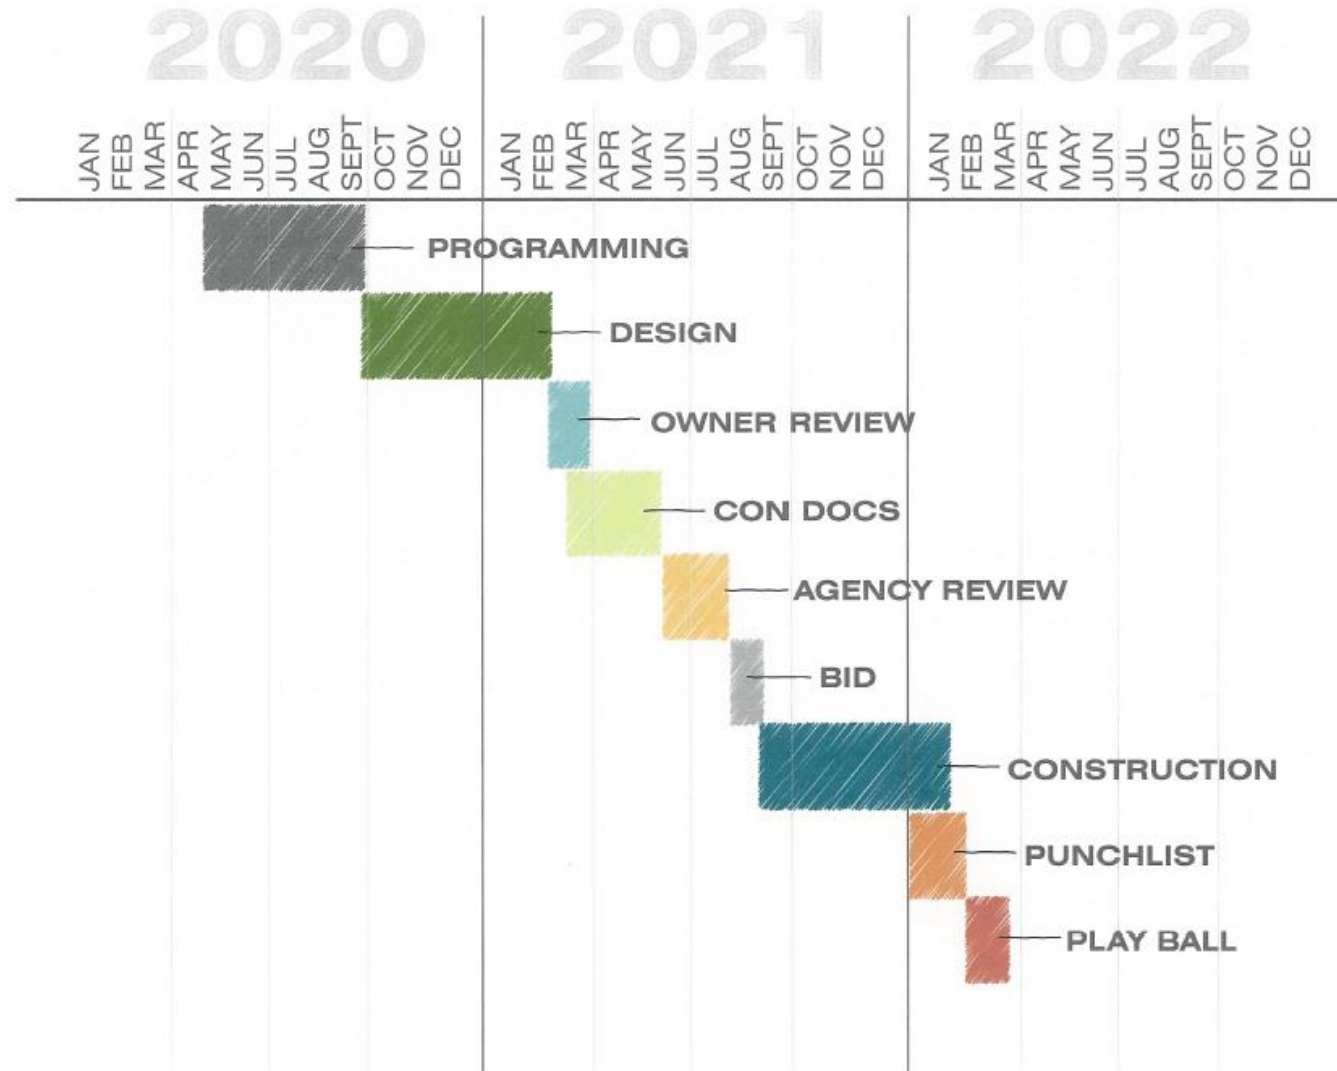 2020 2021 2022
JAN FEB MAR APR MAY JUN JUL AUG SEPT OCT NOV DEC JAN FEB MAR APR MAY JUN JUL AUG SEPT OCT NOV DEC JAN FEB MAR APR MAY JUN JUL AUG SEPT OCT NOV DEC
PROGRAMMING
DESIGN
OWNER REVIEW
CON DOCS
AGENCY REVIEW
BID
CONSTRUCTION
PUNCHLIST
PLAY BALL